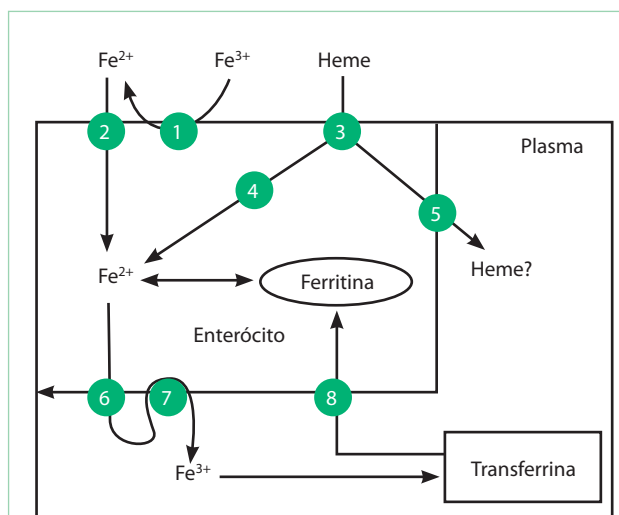 Fe2+
Fe3+
Heme
2
1
3
Plasma
4
5
Fe2+
Ferritina
Heme?
Enterócito
6
7
8
Fe3+
Transferrina